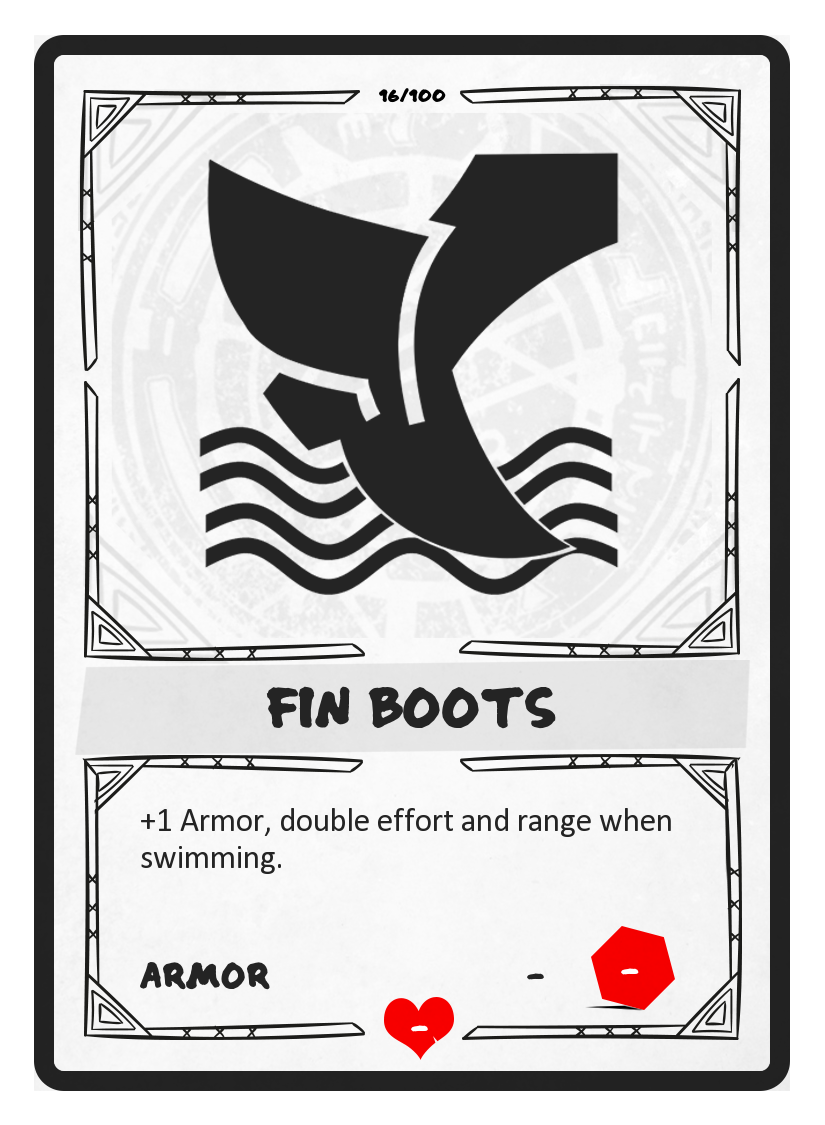 16/100
FIN BOOTS
+1 Armor, double effort and range when
swimming.
ARMOR - -
-